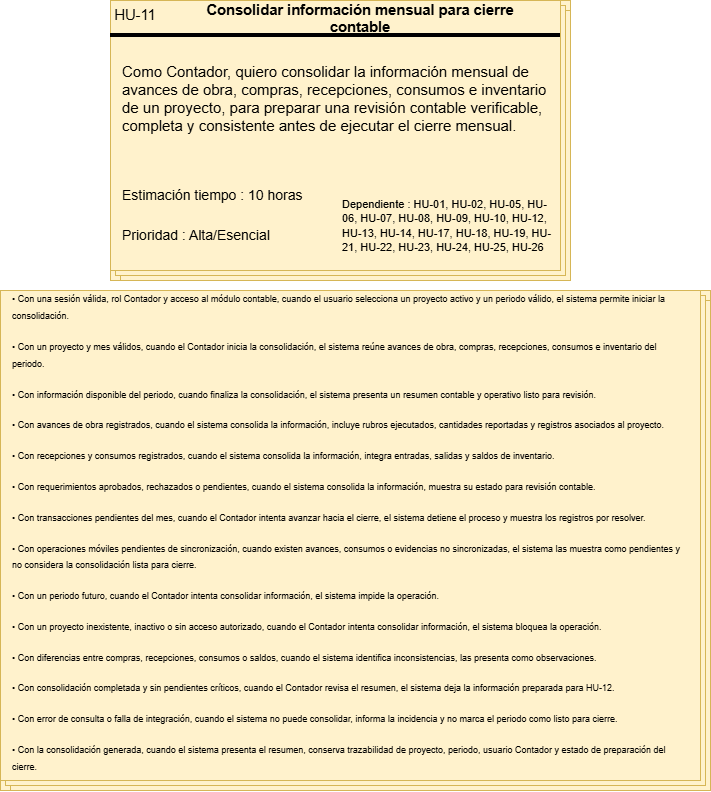 HU-11
Consolidar información mensual para cierre
contable
Como Contador, quiero consolidar la información mensual de
avances de obra, compras, recepciones, consumos e inventario
de un proyecto, para preparar una revisión contable verificable,
completa y consistente antes de ejecutar el cierre mensual.
Estimación tiempo : 10 horas
Prioridad : Alta/Esencial
Dependiente : HU-01, HU-02, HU-05, HU-
06, HU-07, HU-08, HU-09, HU-10, HU-12,
HU-13, HU-14, HU-17, HU-18, HU-19, HU-
21, HU-22, HU-23, HU-24, HU-25, HU-26
• Con una sesión válida, rol Contador y acceso al módulo contable, cuando el usuario selecciona un proyecto activo y un periodo válido, el sistema permite iniciar la
consolidación.
• Con un proyecto y mes válidos, cuando el Contador inicia la consolidación, el sistema reúne avances de obra, compras, recepciones, consumos e inventario del
periodo.
• Con información disponible del periodo, cuando finaliza la consolidación, el sistema presenta un resumen contable y operativo listo para revisión.
• Con avances de obra registrados, cuando el sistema consolida la información, incluye rubros ejecutados, cantidades reportadas y registros asociados al proyecto.
• Con recepciones y consumos registrados, cuando el sistema consolida la información, integra entradas, salidas y saldos de inventario.
• Con requerimientos aprobados, rechazados o pendientes, cuando el sistema consolida la información, muestra su estado para revisión contable.
• Con transacciones pendientes del mes, cuando el Contador intenta avanzar hacia el cierre, el sistema detiene el proceso y muestra los registros por resolver.
• Con operaciones móviles pendientes de sincronización, cuando existen avances, consumos o evidencias no sincronizadas, el sistema las muestra como pendientes y
no considera la consolidación lista para cierre.
• Con un periodo futuro, cuando el Contador intenta consolidar información, el sistema impide la operación.
• Con un proyecto inexistente, inactivo o sin acceso autorizado, cuando el Contador intenta consolidar información, el sistema bloquea la operación.
• Con diferencias entre compras, recepciones, consumos o saldos, cuando el sistema identifica inconsistencias, las presenta como observaciones.
• Con consolidación completada y sin pendientes críticos, cuando el Contador revisa el resumen, el sistema deja la información preparada para HU-12.
• Con error de consulta o falla de integración, cuando el sistema no puede consolidar, informa la incidencia y no marca el periodo como listo para cierre.
• Con la consolidación generada, cuando el sistema presenta el resumen, conserva trazabilidad de proyecto, periodo, usuario Contador y estado de preparación del
cierre.